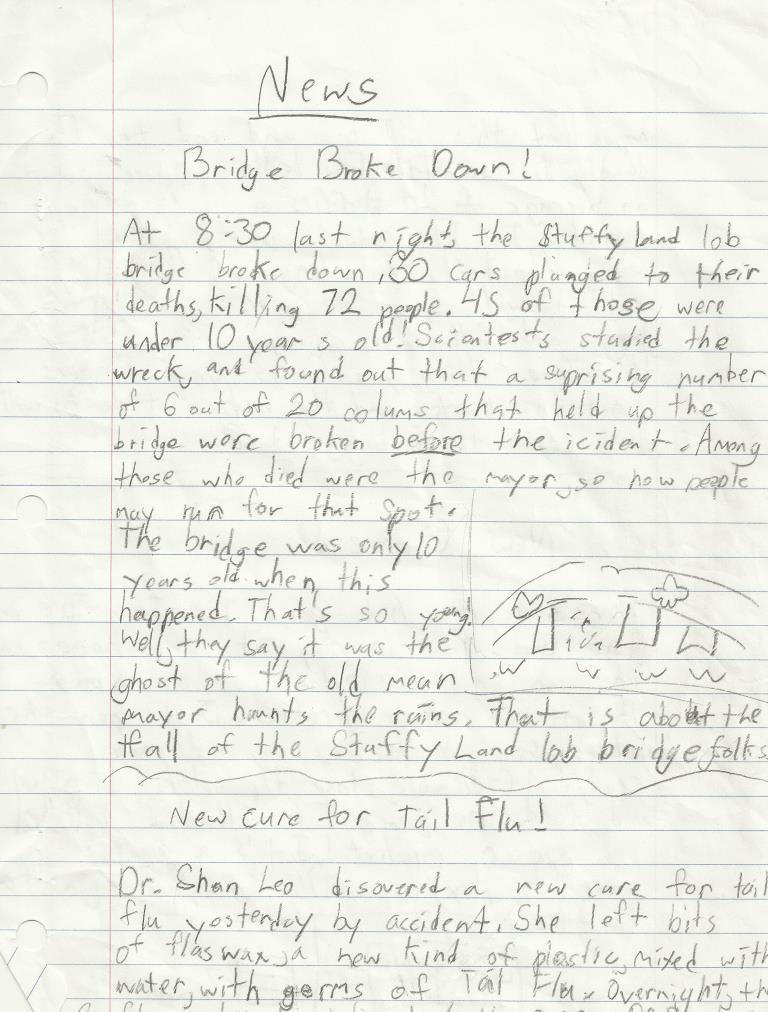 News
Bridge Broke Down!
At 8:30 last night, the Stuffy Land lob
bridge broke down, 30 cars plunged to their
deaths, killing 72 people. 45 of those were
under 10 years old! Scientests studied the
wreck, and found out that a suprising number
of 6 out of 20 colums that held up the
bridge wore broken before the icident. Among
those who died were the mayor, so now people
may run for that spot.
The bridge was only 10
years old when this
happened. That's so young!
Well, they say it was the
ghost of the old mean
mayor haunts the rains. That is about the
fall of the Stuffy Land lob bridge, folks
New cure for Tail Flu!
Dr. Shan Leo disovered a new cure for tail
flu yosterday by accident. She left bits
of flaswax, a new kind of plastic, mixed with
water, with germs of Tail Flu. Overnight, the